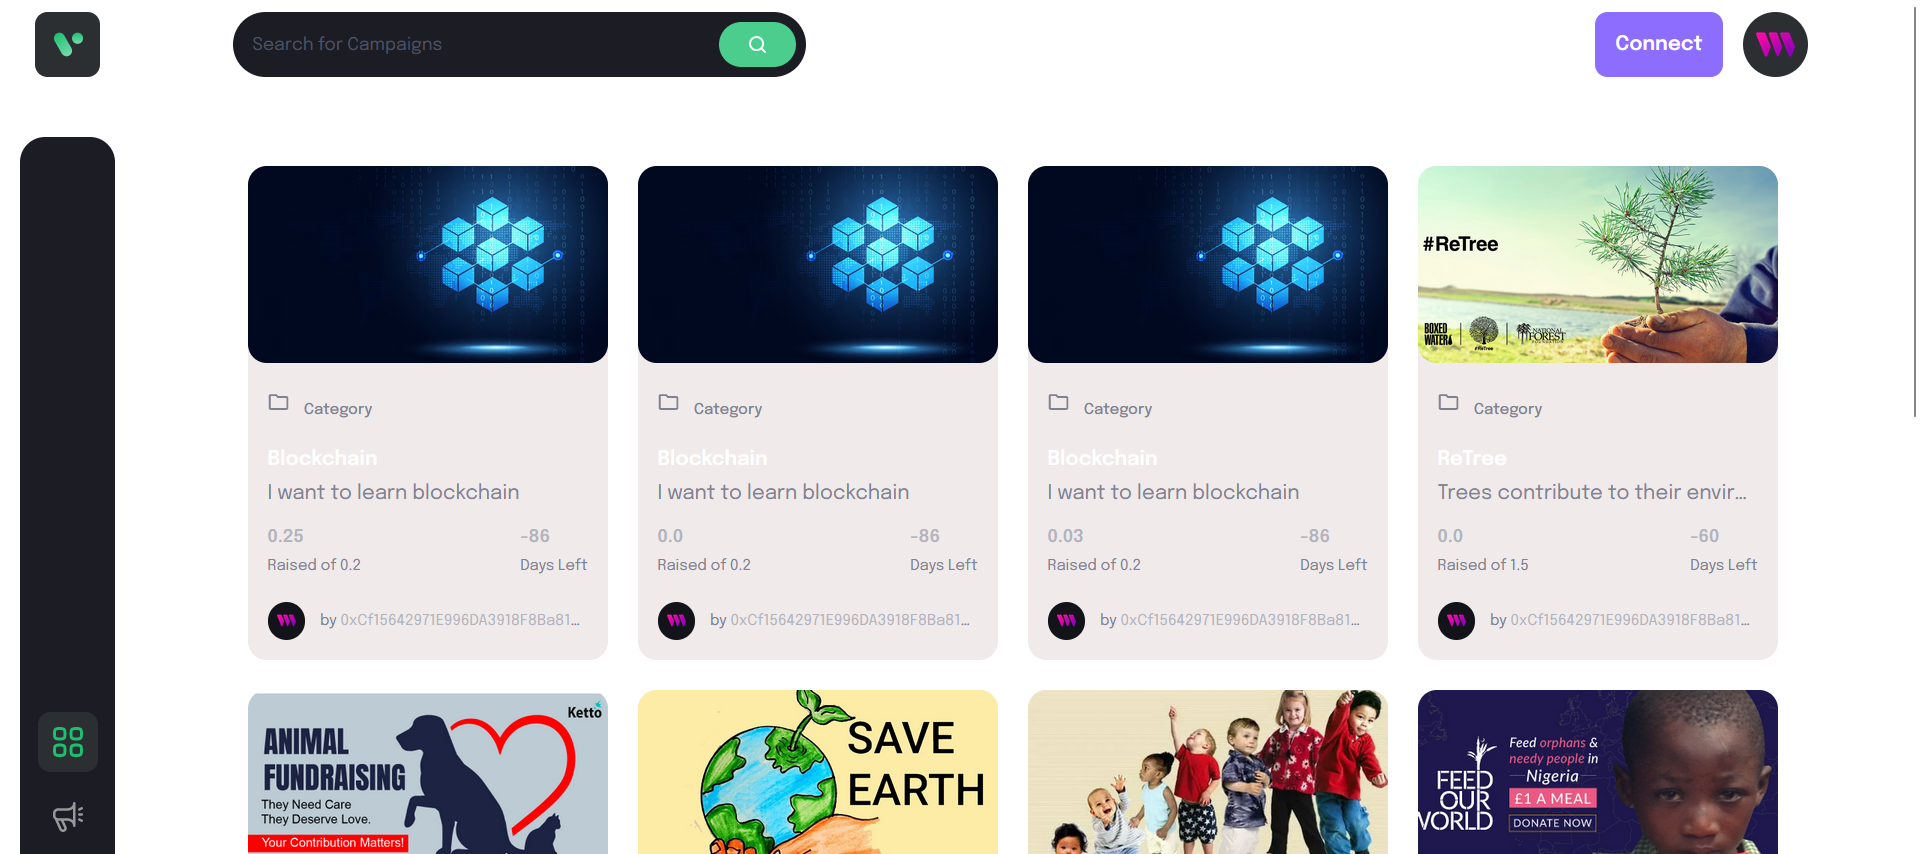 Search for Campaigns
Connect
#ReTree
BOXED
WATER
#ReTree
NATIONAL
FOREST
FOUNDATION
Category
Category
Category
Category
Blockchain
Blockchain
Blockchain
ReTree
I want to learn blockchain
I want to learn blockchain
I want to learn blockchain
Trees contribute to their envir...
0.25
-86
0.0
-86
0.03
-86
0.0
-60
Raised of 0.2
Days Left
Raised of 0.2
Days Left
Raised of 0.2
Days Left
Raised of 1.5
Days Left
by 0xCf15642971E996DA3918F8Ba81...
by 0xCf15642971E996DA3918F8Ba81...
by 0xCf15642971E996DA3918F8Ba81...
by 0xCf15642971E996DA3918F8Ba81...
Ketto
ANIMAL
FUNDRAISING
They Need Care
They Deserve Love.
Your Contribution Matters!
SAVE
EARTH
FEED
OUR
WORLD
Feed orphans &
needy people in
Nigeria
£1 A MEAL
DONATE NOW